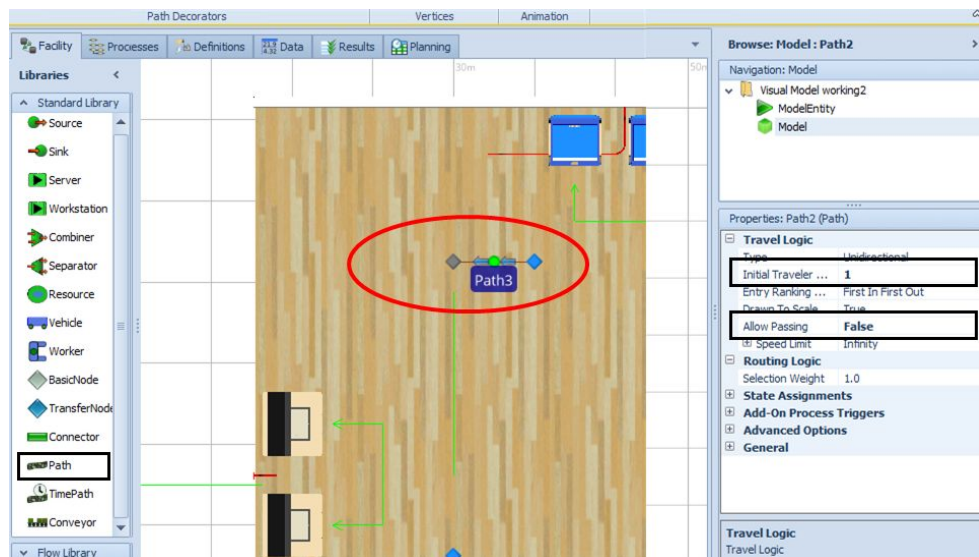 Path Decorators
Vertices
Animation
Facility
Processes
Definitions
Data
Results
Planning
Libraries
Standard Library
Source
Sink
Server
Workstation
Combiner
Separator
Resource
Vehicle
Worker
BasicNode
TransferNode
Connector
Path
TimePath
Conveyor
Flow Library
30m
50m
Path3
Browse: Model : Path2
Navigation: Model
Visual Model working2
ModelEntity
Model
Properties: Path2 (Path)
Travel Logic
Type Unidirectional
Initial Traveler ... 1
Entry Ranking ... First In First Out
Drawn To Scale True
Allow Passing False
Speed Limit Infinity
Routing Logic
Selection Weight 1.0
State Assignments
Add-On Process Triggers
Advanced Options
General
Travel Logic
Travel Logic